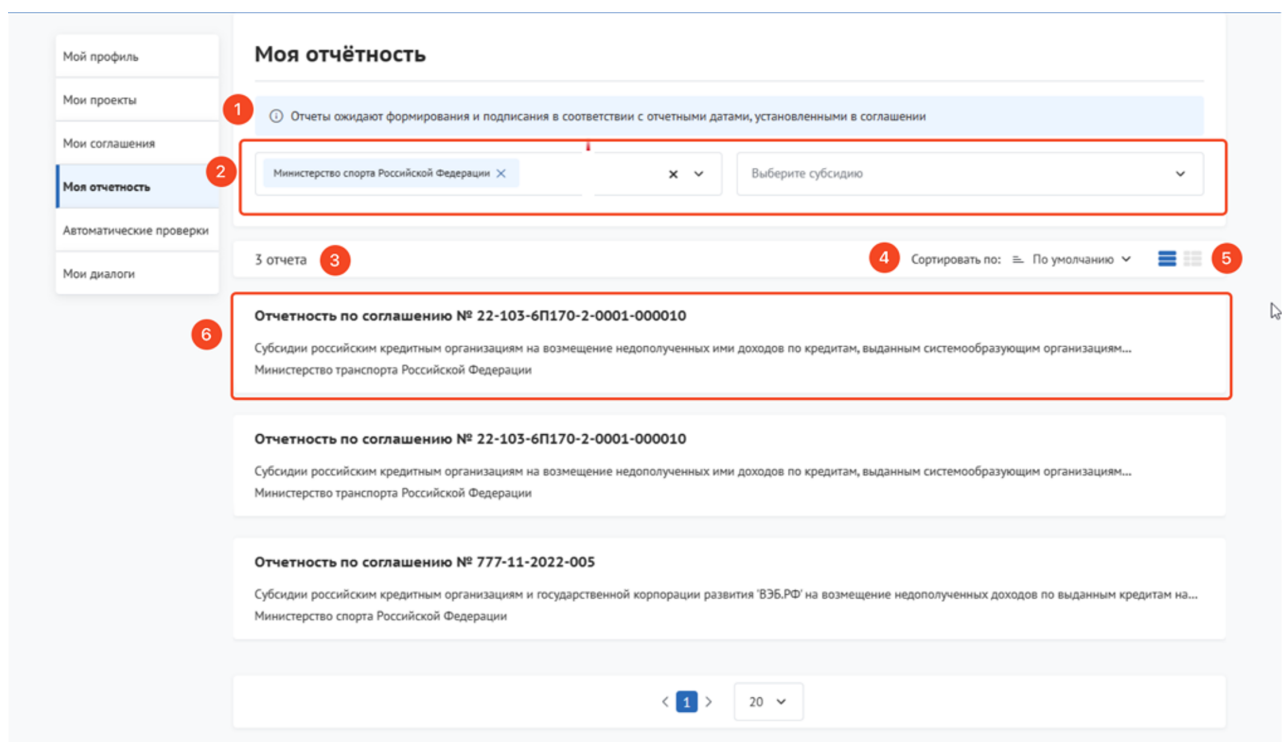 Мой профиль
Мои проекты
Мои соглашения
Моя отчетность
Автоматические проверки
Мои диалоги
Моя отчётность
1
Отчеты ожидают формирования и подписания в соответствии с отчетными датами, установленными в соглашении
2
Министерство спорта Российской Федерации
Выберите субсидию
3 отчета 3
4 Сортировать по: По умолчанию 5
6
Отчетность по соглашению № 22-103-6П170-2-0001-000010
Субсидии российским кредитным организациям на возмещение недополученных ими доходов по кредитам, выданным системообразующим организациям...
Министерство транспорта Российской Федерации
Отчетность по соглашению № 22-103-6П170-2-0001-000010
Субсидии российским кредитным организациям на возмещение недополученных ими доходов по кредитам, выданным системообразующим организациям...
Министерство транспорта Российской Федерации
Отчетность по соглашению № 777-11-2022-005
Субсидии российским кредитным организациям и государственной корпорации развития 'ВЭБ.РФ' на возмещение недополученных доходов по выданным кредитам на...
Министерство спорта Российской Федерации
1 20